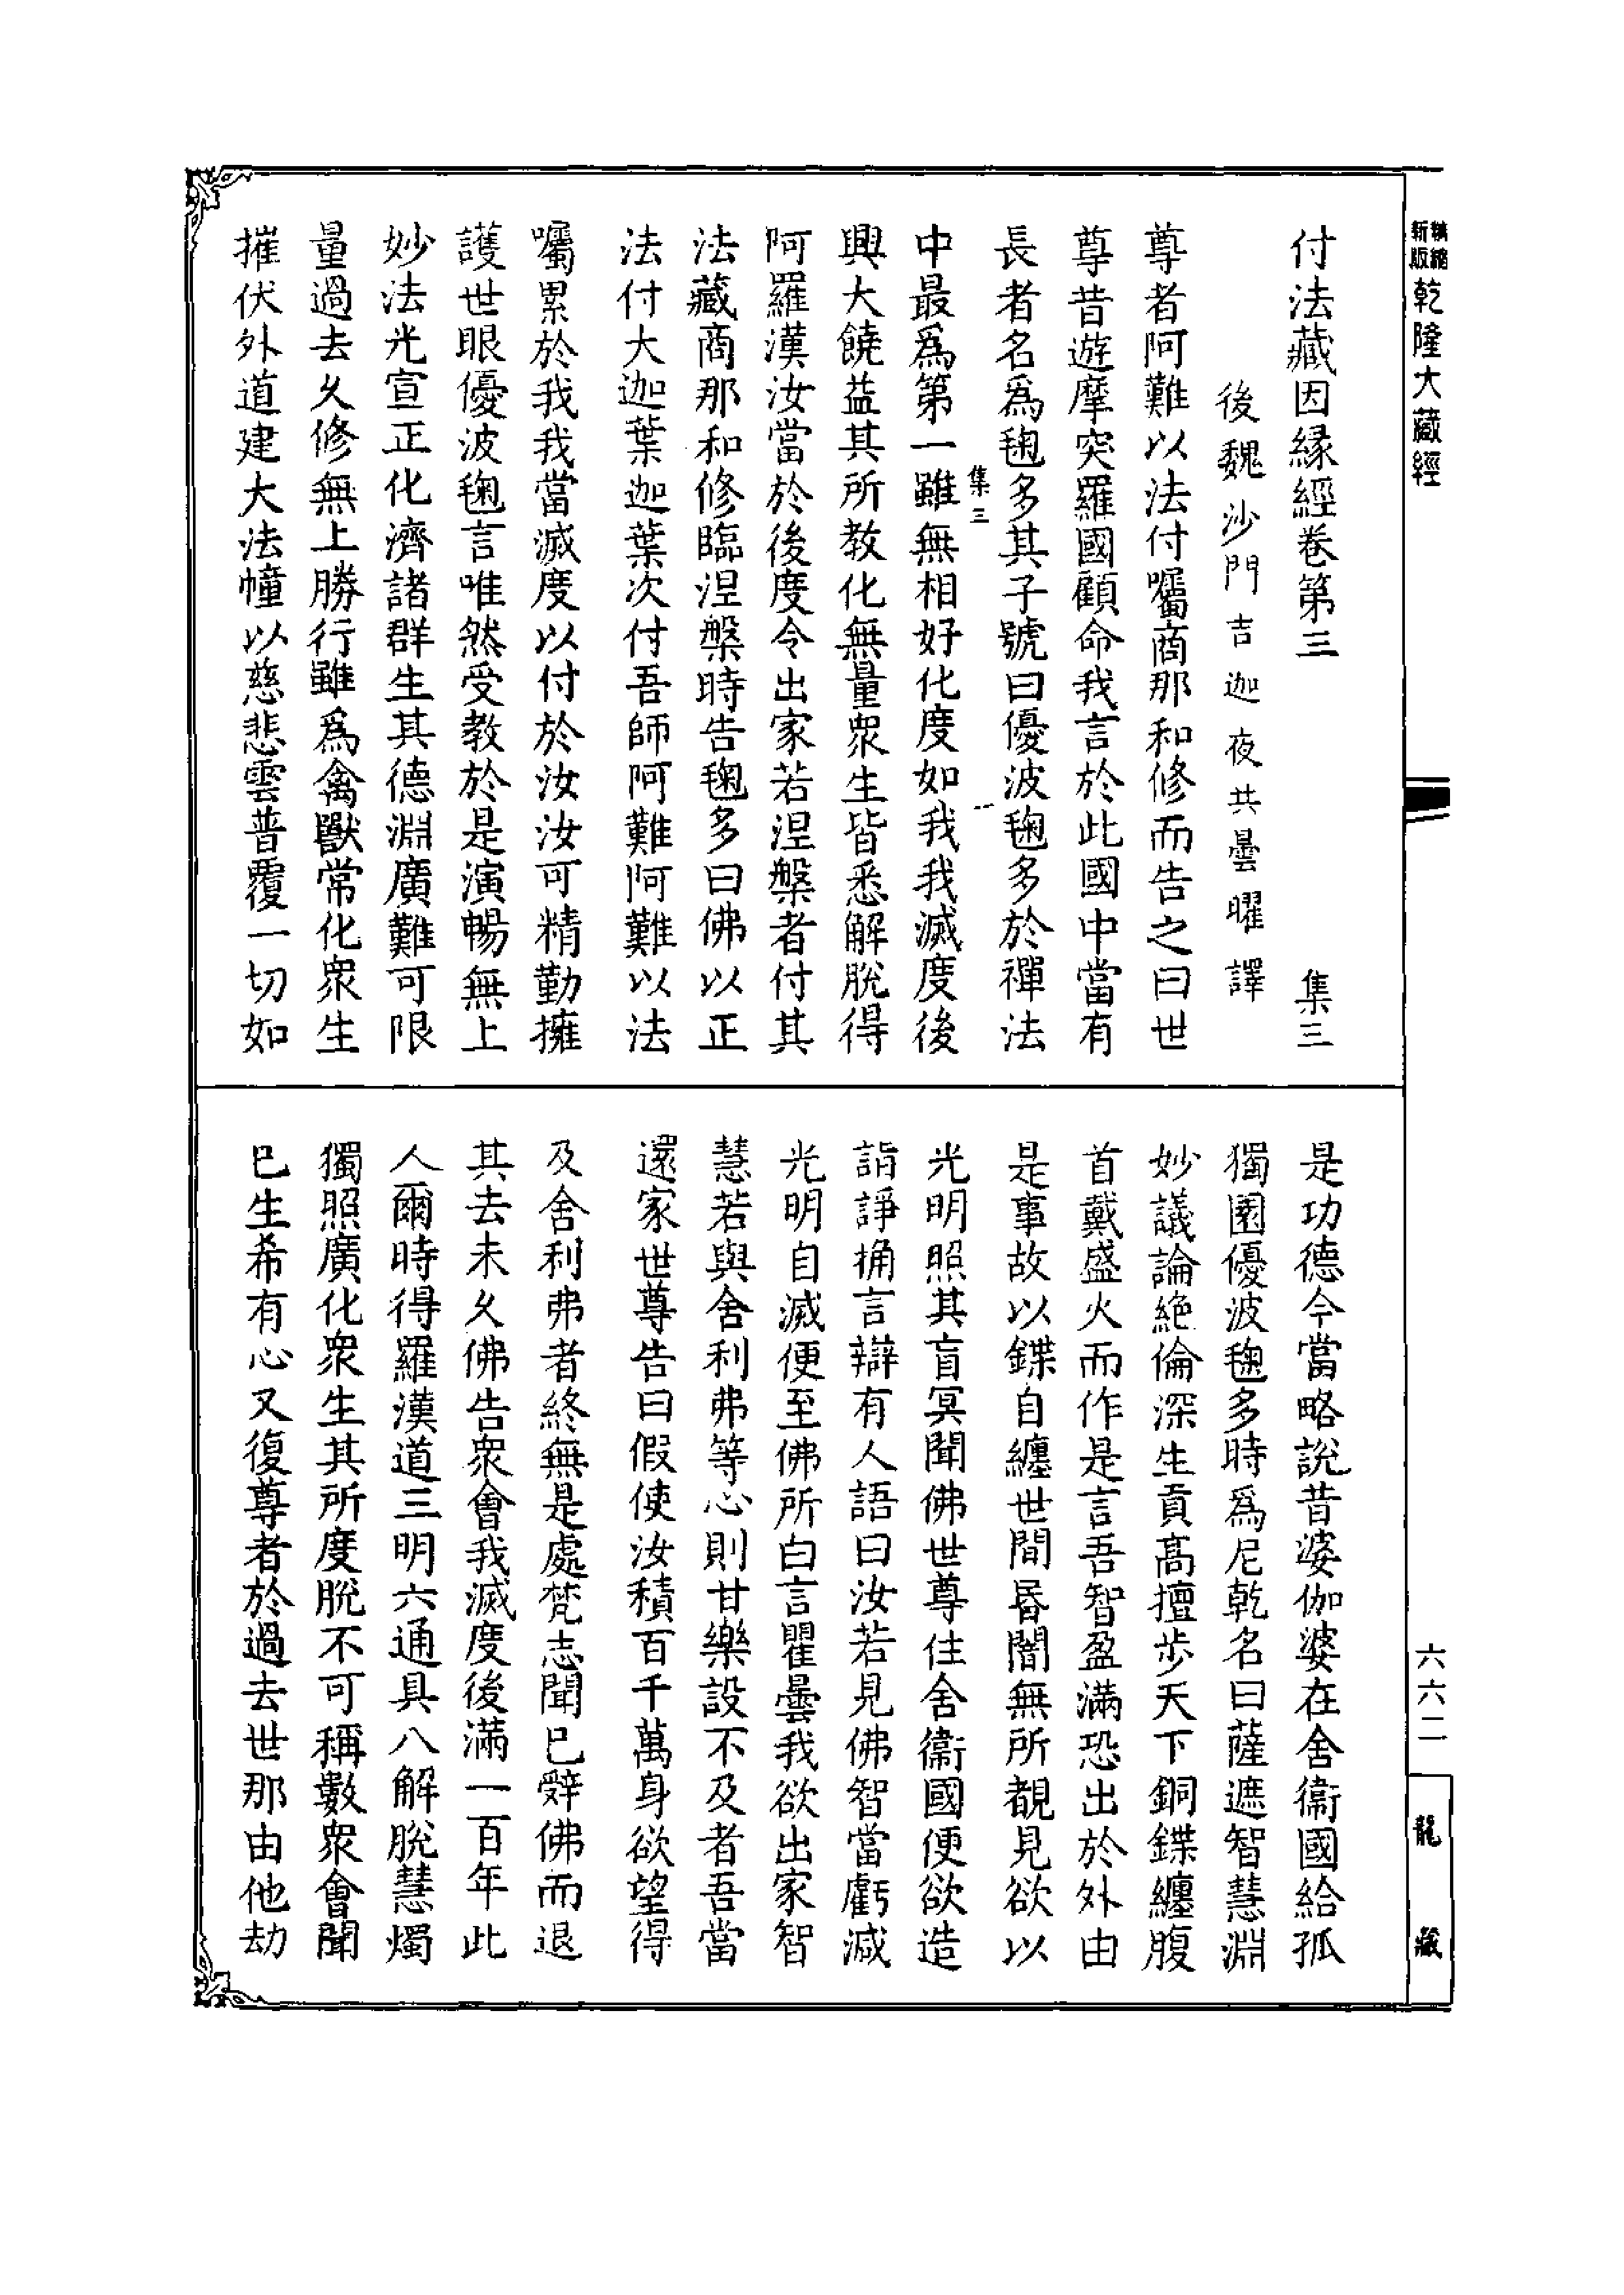 新版精縮乾隆大藏經
付法藏因緣經卷第三 集三
後魏沙門吉迦夜共曇曜譯
尊者阿難以法付囑商那和修而告之曰世
尊昔遊摩突羅國顧命我言於此國中當有
長者名爲毱多其子號曰優波毱多於禪法
集三
中最爲第一雖無相好化度如我我滅度後
興大饒益其所教化無量衆生皆悉解脫得
阿羅漢汝當於後度令出家若涅槃者付其
法藏商那和修臨涅槃時告毱多曰佛以正
法付大迦葉迦葉次付吾師阿難阿難以法
囑累於我我當滅度以付於汝汝可精勤擁
護世眼優波毱言唯然受教於是演暢無上
妙法光宣正化濟諸群生其德淵廣難可限
量過去久修無上勝行雖爲禽獸常化衆生
摧伏外道建大法幢以慈悲雲普覆一切如
是功德今當略說昔婆伽婆在舍衞國給孤
獨園優波毱多時爲尼乾名曰薩遮智慧淵
妙議論絕倫深生貢高擅步天下銅鍱纏腹
首戴盛火而作是言吾智盈滿恐出於外由
是事故以鍱自纏世間昏闇無所覩見欲以
光明照其盲冥聞佛世尊住舍衞國便欲造
詣諍捔言辯有人語曰汝若見佛智當虧減
光明自滅便至佛所白言瞿曇我欲出家智
慧若與舍利弗等心則甘樂設不及者吾當
還家世尊告曰假使汝積百千萬身欲望得
及舍利弗者終無是處梵志聞已辭佛而退
其去未久佛告衆會我滅度後滿一百年此
人爾時得羅漢道三明六通具八解脫慧燭
獨照廣化衆生其所度脫不可稱數衆會聞
已生希有心又復尊者於過去世那由他劫
六六二
龍藏